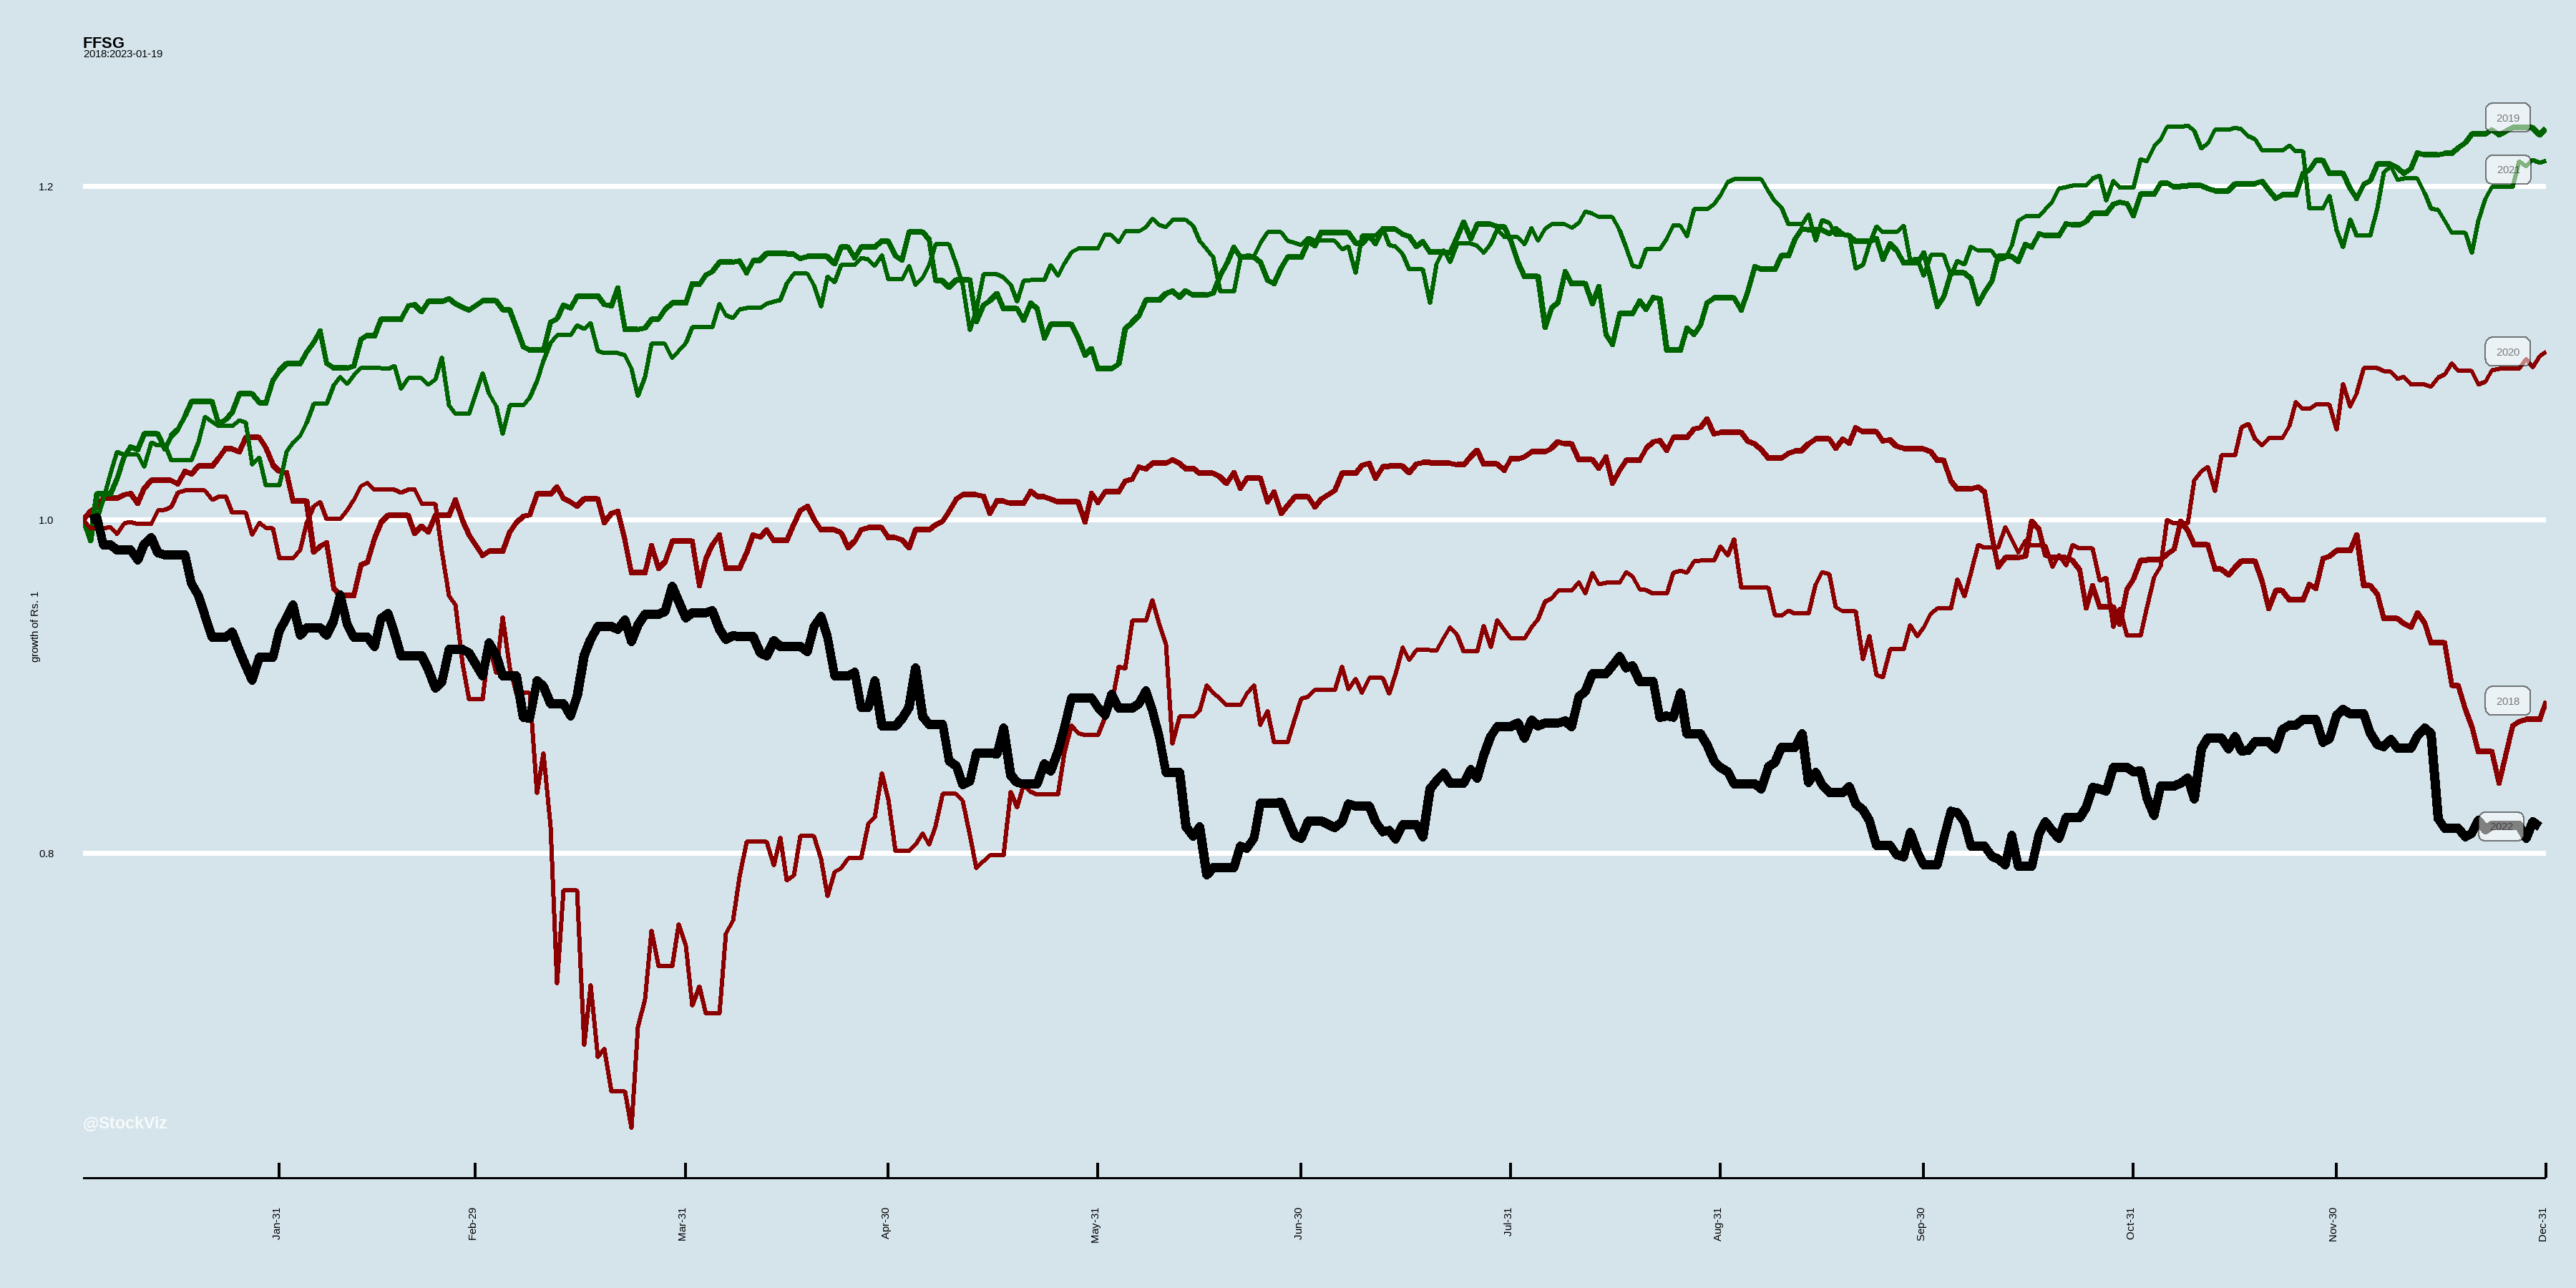 FFSG
2018:2023-01-19
2019
1.2
2021
2020
1.0
growth of Rs. 1
2018
2022
0.8
@StockViz
Jan-31
Feb-29
Mar-31
Apr-30
May-31
Jun-30
Jul-31
Aug-31
Sep-30
Oct-31
Nov-30
Dec-31